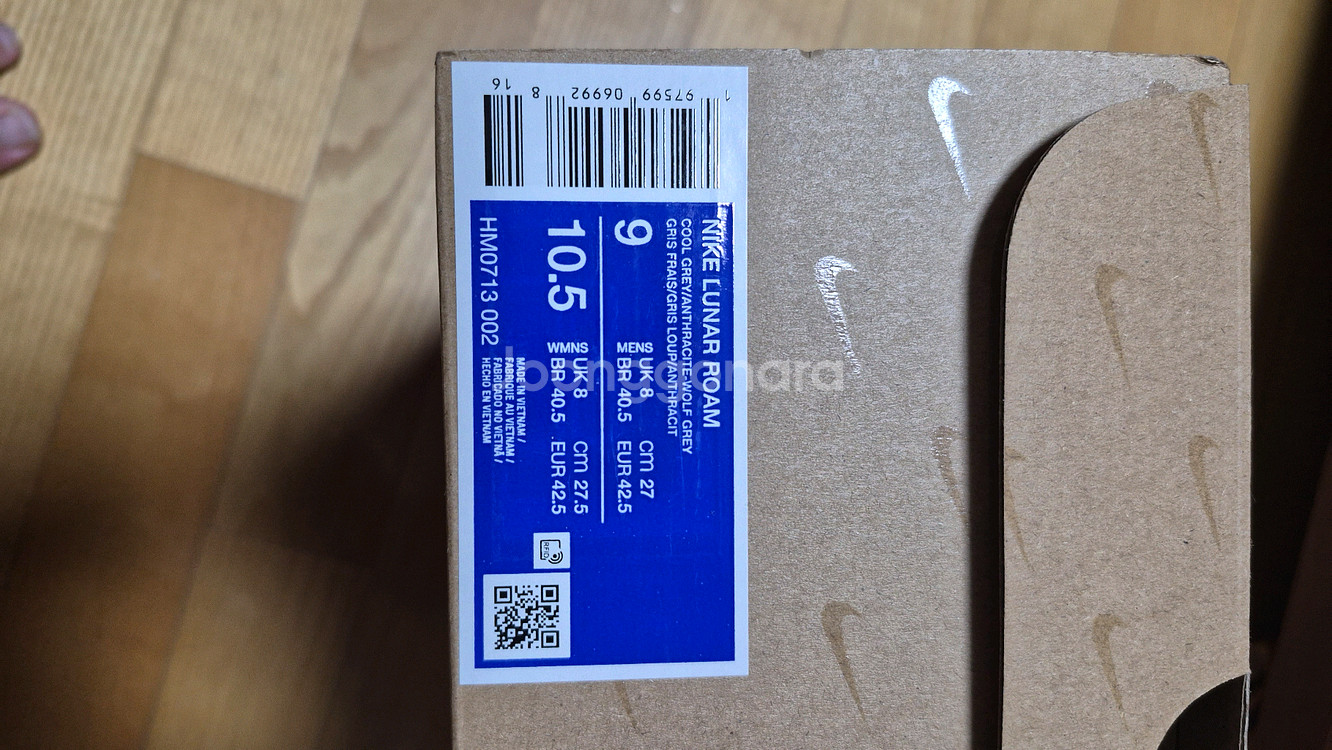 NIKE LUNAR ROAM
COOL GREY/ANTHRACITE-WOLF GREY
GRIS FRAIS/GRIS LOUP/ANTHRACIT
9
MENS UK 8 cm 27
BR 40.5 EUR 42.5
10.5
WMNS UK 8 cm 27.5
BR 40.5 EUR 42.5
HM0713 002
MADE IN VIETNAM /
FABRIQUE AU VIETNAM /
FABRICADO NO VIETNÃ /
HECHO EN VIETNAM
RFID
1 97599 06992 8 16
banggoonara